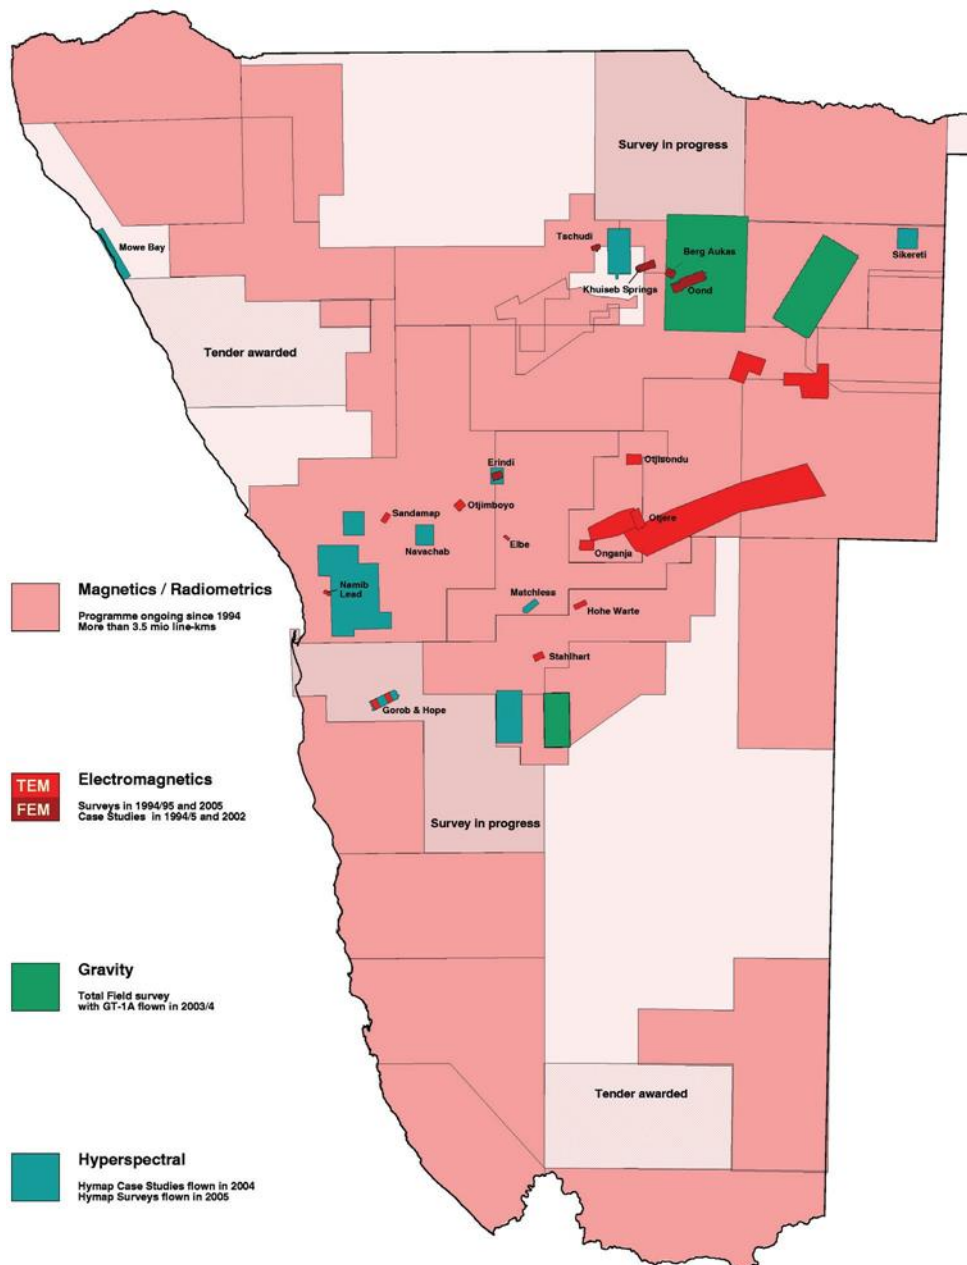 Survey in progress
Mowe Bay
Tachudi
Berg Aukas
Sikereti
Khuiseb Springs
Oond
Tender awarded
Erindi
Otjisondu
Sandamap
Otjimboyo
Otjere
Navachab
Elbe
Onganja
Namib
Lead
Matchless
Hohe Warte
Stahlhart
Gorob & Hope
Survey in progress
Tender awarded
Magnetics / Radiometrics
Programme ongoing since 1994
More than 3.5 mio line-kms
TEM
FEM
Electromagnetics
Surveys in 1994/95 and 2005
Case Studies in 1994/5 and 2002
Gravity
Total Field survey
with GT-1A flown in 2003/4
Hyperspectral
Hymap Case Studies flown in 2004
Hymap Surveys flown in 2005